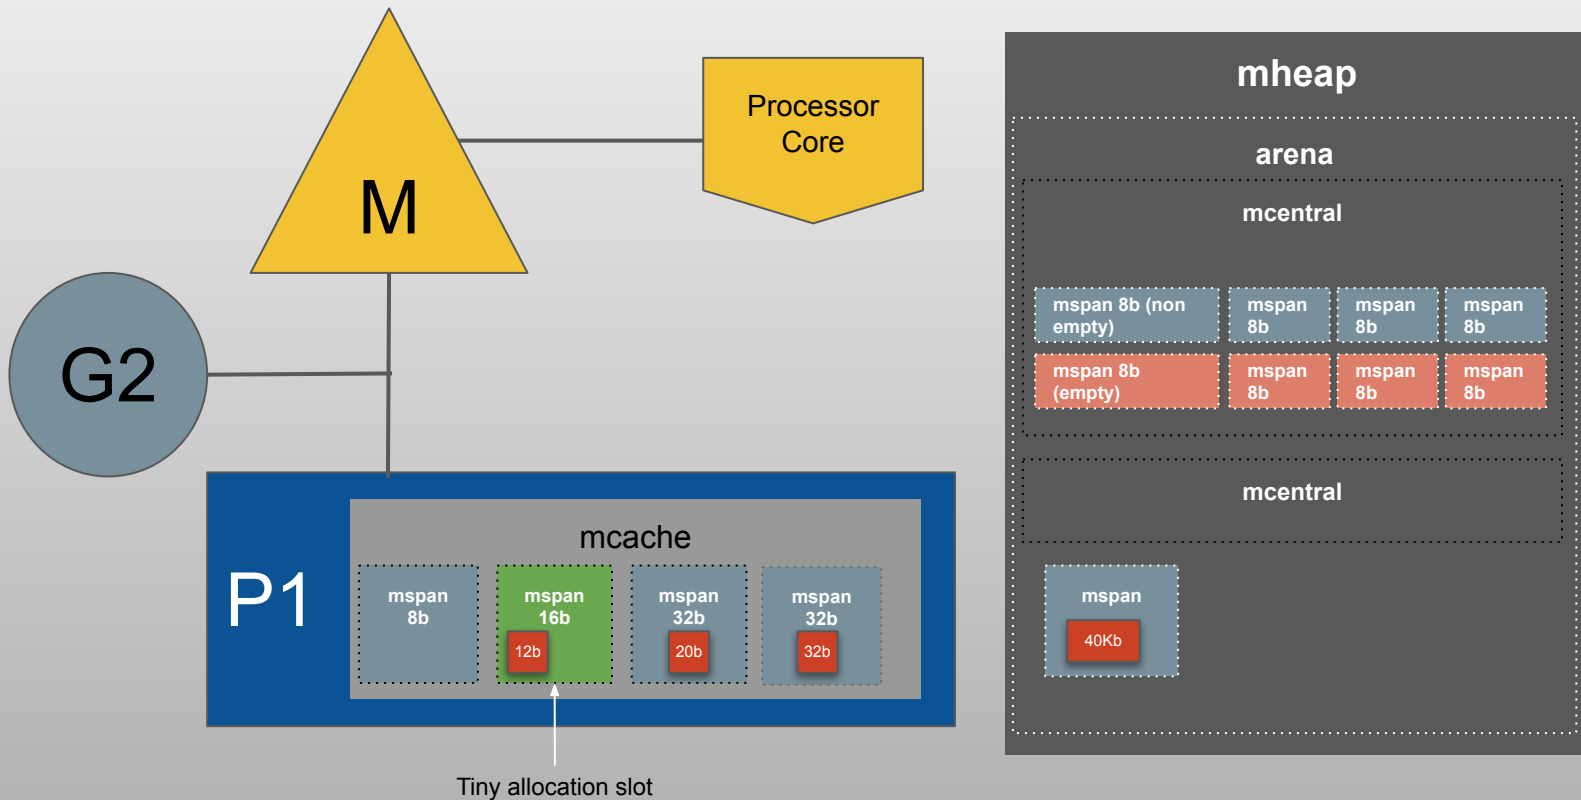 M
Processor
Core
G2
P1
mcache
mspan
8b
mspan
16b
12b
mspan
32b
20b
mspan
32b
32b
Tiny allocation slot
mheap
arena
mcentral
mspan 8b (non
empty)
mspan
8b
mspan
8b
mspan
8b
mspan 8b
(empty)
mspan
8b
mspan
8b
mspan
8b
mcentral
mspan
40Kb